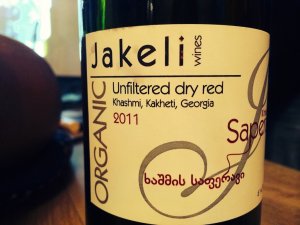 Jakeli
wines
ORGANIC
Unfiltered dry red
Khashmi, Kakheti, Georgia
2011
ხაშმის საფერავი